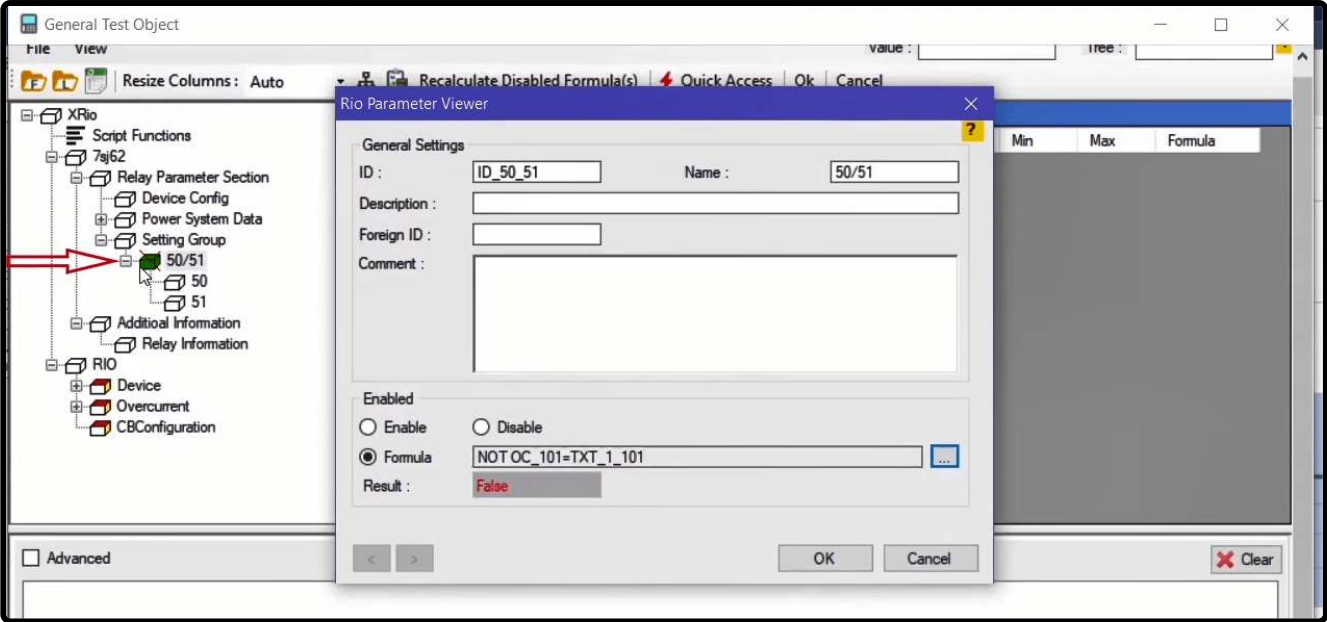 General Test Object
File View Value : Tree :
Resize Columns : Auto Recalculate Disabled Formula(s) Quick Access Ok Cancel
Rio Parameter Viewer
XRio
Script Functions
7sj62
Relay Parameter Section
Device Config
Power System Data
Setting Group
50/51
50
51
Additioal Information
Relay Information
RIO
Device
Overcurrent
CBConfiguration
?
General Settings
ID : ID_50_51 Name : 50/51
Description :
Foreign ID :
Comment :
Enabled
Enable Disable
Formula NOT OC_101=TXT_1_101 ...
Result : False
< > OK Cancel
Min Max Formula
Advanced Clear